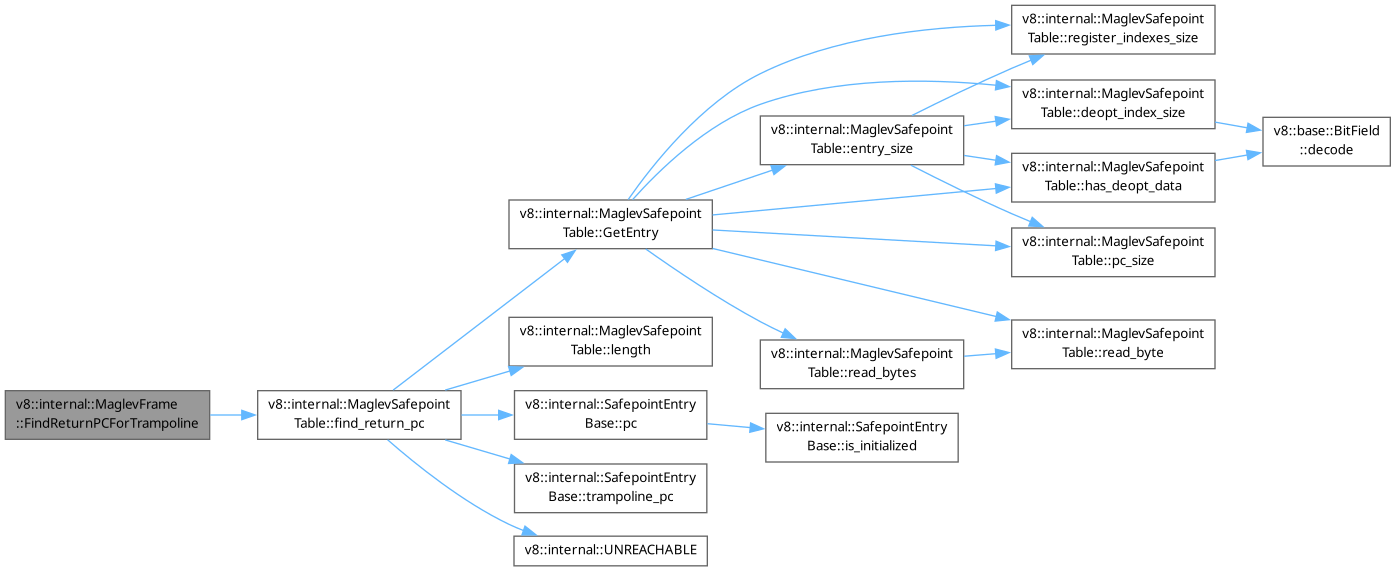 v8::internal::MaglevFrame
::FindReturnPCForTrampoline
v8::internal::MaglevSafepoint
Table::find_return_pc
v8::internal::MaglevSafepoint
Table::GetEntry
v8::internal::MaglevSafepoint
Table::length
v8::internal::SafepointEntry
Base::pc
v8::internal::SafepointEntry
Base::trampoline_pc
v8::internal::UNREACHABLE
v8::internal::MaglevSafepoint
Table::entry_size
v8::internal::MaglevSafepoint
Table::read_bytes
v8::internal::SafepointEntry
Base::is_initialized
v8::internal::MaglevSafepoint
Table::register_indexes_size
v8::internal::MaglevSafepoint
Table::deopt_index_size
v8::internal::MaglevSafepoint
Table::has_deopt_data
v8::internal::MaglevSafepoint
Table::pc_size
v8::internal::MaglevSafepoint
Table::read_byte
v8::base::BitField
::decode